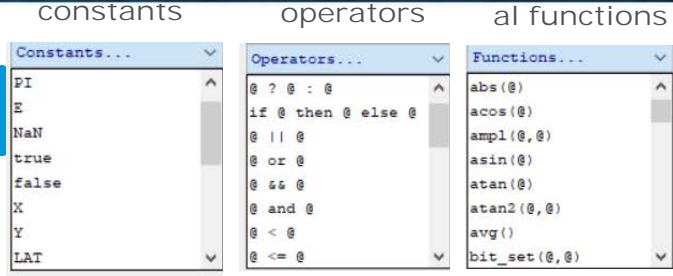 constants
operators
al functions
Constants...
PI
E
NaN
true
false
X
Y
LAT
Operators...
@ ? @ : @
if @ then @ else @
@ || @
@ or @
@ && @
@ and @
@ < @
@ <= @
Functions...
abs(@)
acos(@)
ampl(@,@)
asin(@)
atan(@)
atan2(@,@)
avg()
bit_set(@,@)